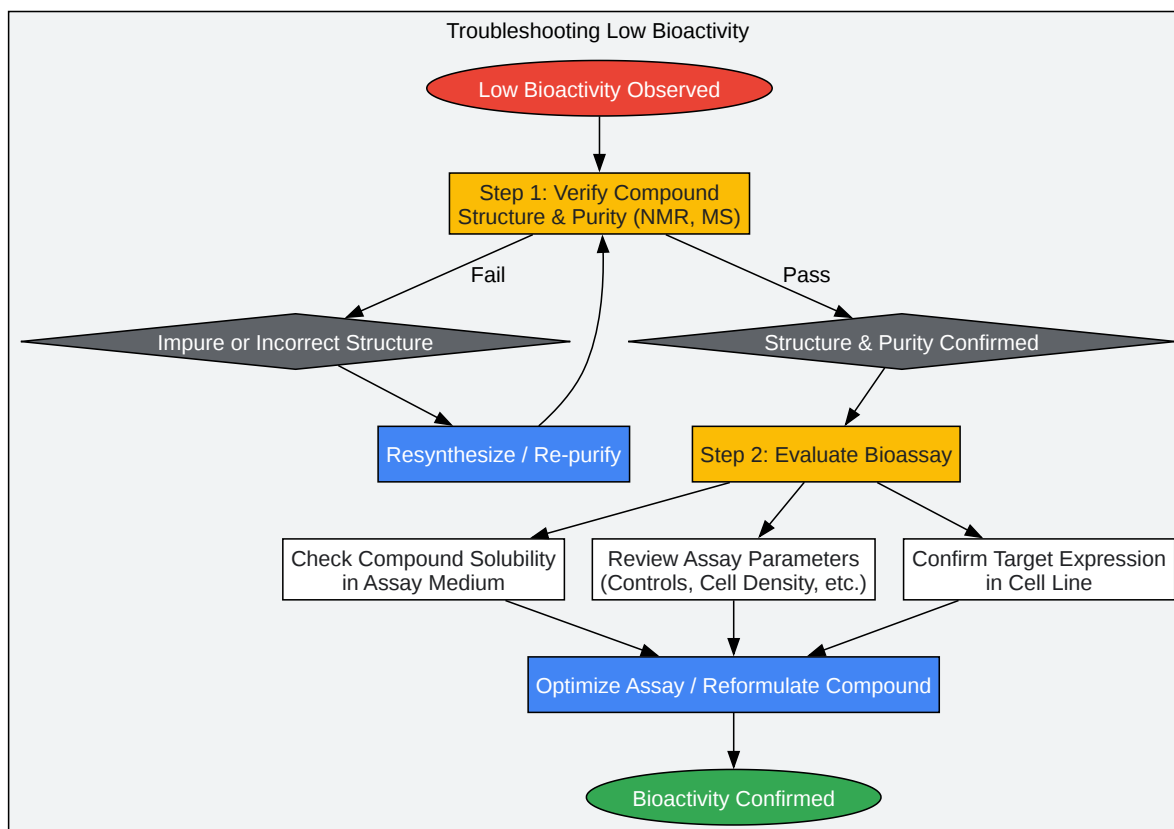 Troubleshooting Low Bioactivity
Low Bioactivity Observed
Step 1: Verify Compound
Structure & Purity (NMR, MS)
Fail
Pass
Impure or Incorrect Structure
Structure & Purity Confirmed
Resynthesize / Re-purify
Step 2: Evaluate Bioassay
Check Compound Solubility
in Assay Medium
Review Assay Parameters
(Controls, Cell Density, etc.)
Confirm Target Expression
in Cell Line
Optimize Assay / Reformulate Compound
Bioactivity Confirmed